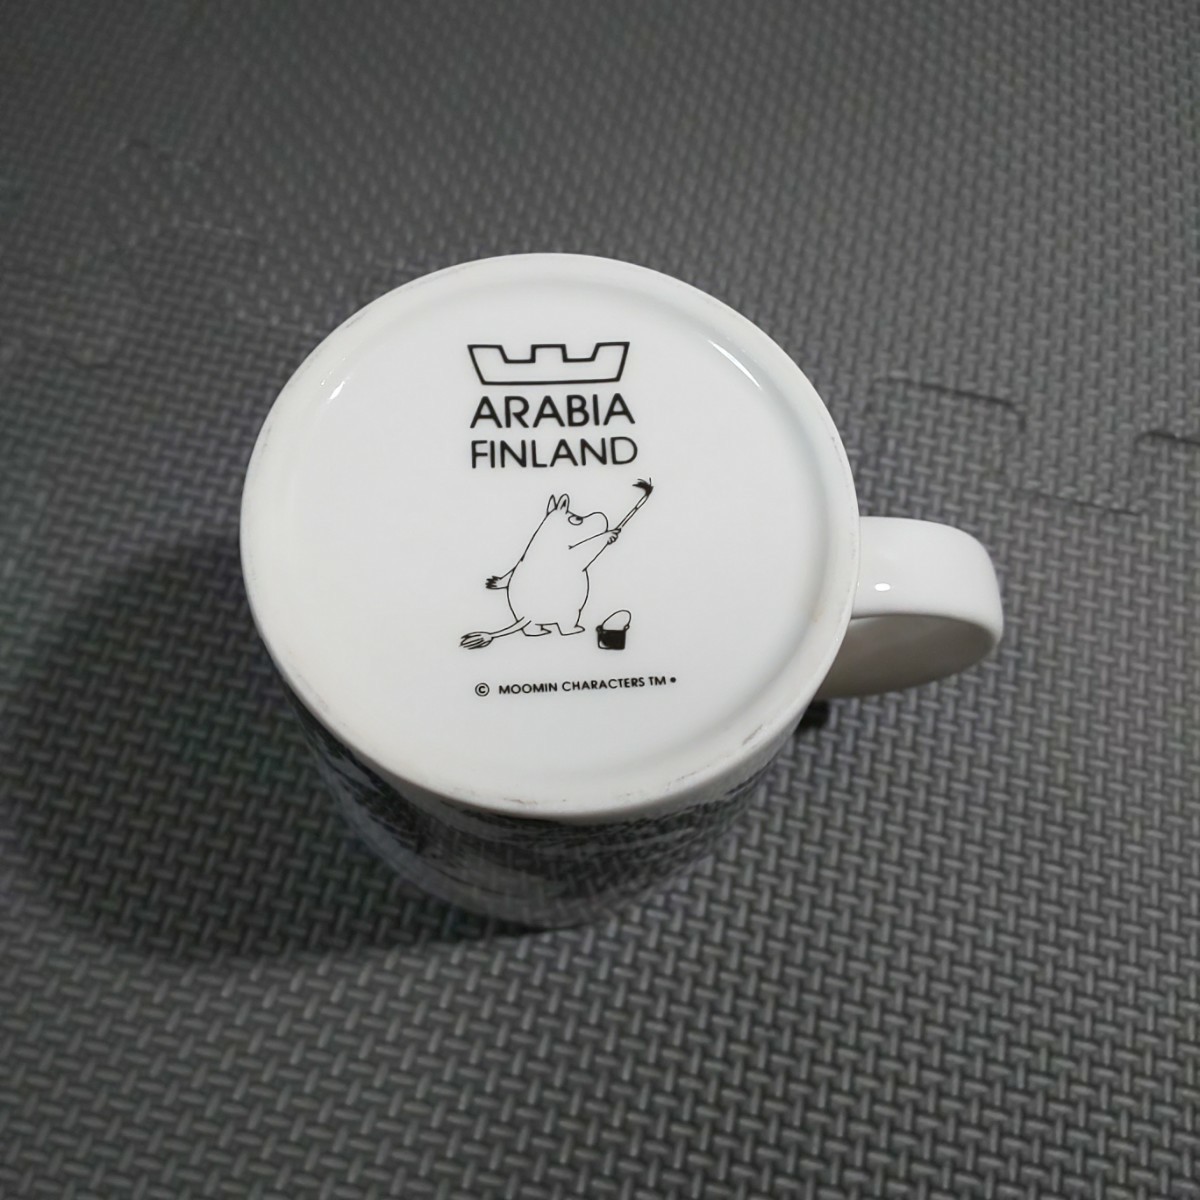 ARABIA
FINLAND
© MOOMIN CHARACTERS TM •